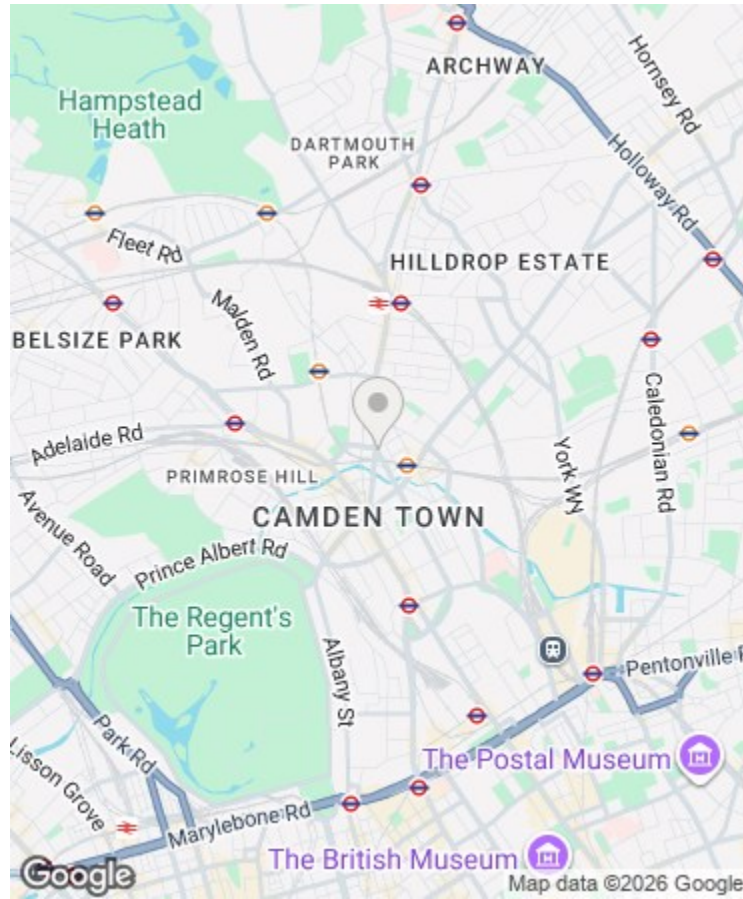 ARCHWAY
Hornsey Rd
Hampstead
Heath
DARTMOUTH
PARK
Holloway Rd
Fleet Rd
HILLDROP ESTATE
Malden Rd
BELSIZE PARK
Caledonian Rd
Adelaide Rd
York Wy
PRIMROSE HILL
Avenue Road
CAMDEN TOWN
Prince Albert Rd
The Regent's
Park
Albany St
Pentonville R
Park Rd
Lisson Grove
The Postal Museum
Marylebone Rd
The British Museum
Google
Map data ©2026 Google